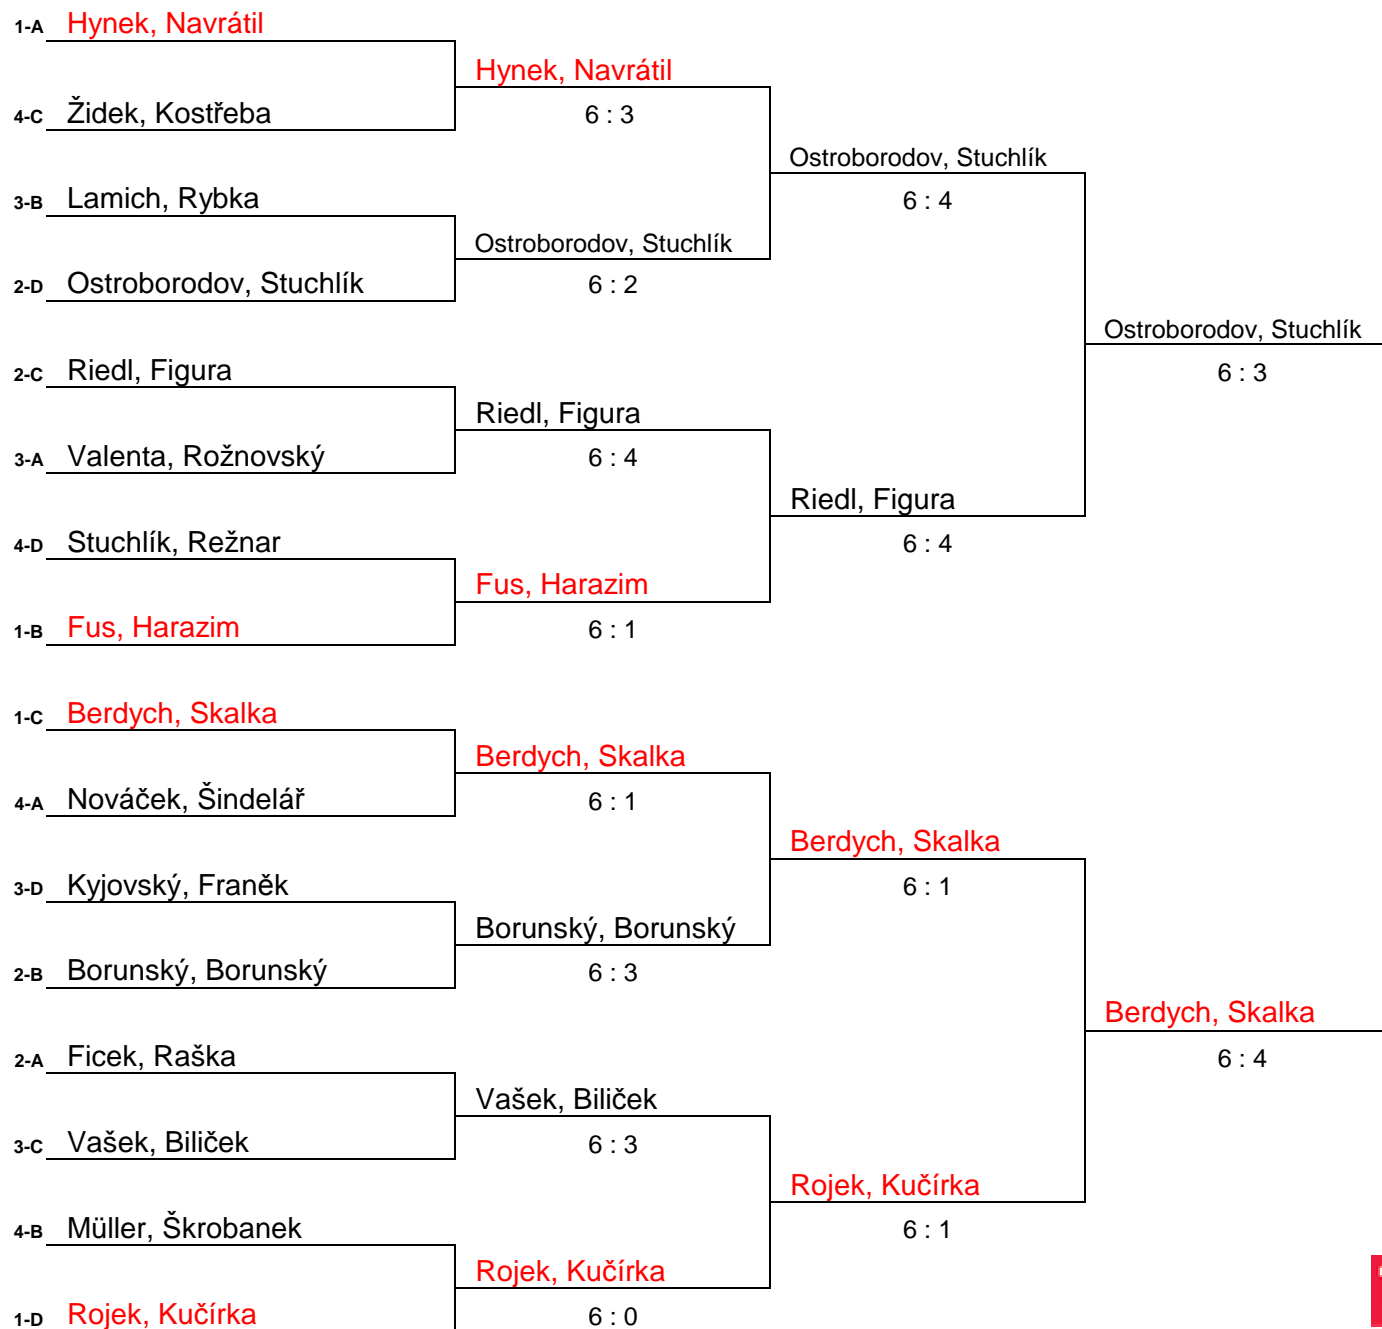 1-A Hynek, Navrátil
Hynek, Navrátil
4-C Židek, Kostřeba
6 : 3
Ostroborodov, Stuchlík
3-B Lamich, Rybka
6 : 4
Ostroborodov, Stuchlík
2-D Ostroborodov, Stuchlík
6 : 2
Ostroborodov, Stuchlík
2-C Riedl, Figura
6 : 3
Riedl, Figura
3-A Valenta, Rožnovský
6 : 4
Riedl, Figura
4-D Stuchlík, Režnar
6 : 4
Fus, Harazim
1-B Fus, Harazim
6 : 1
1-C Berdych, Skalka
Berdych, Skalka
4-A Nováček, Šindelář
6 : 1
Berdych, Skalka
3-D Kyjovský, Franěk
6 : 1
Borunský, Borunský
2-B Borunský, Borunský
6 : 3
Berdych, Skalka
2-A Ficek, Raška
6 : 4
Vašek, Biliček
3-C Vašek, Biliček
6 : 3
Rojek, Kučírka
4-B Müller, Škrobanek
6 : 1
Rojek, Kučírka
1-D Rojek, Kučírka
6 : 0